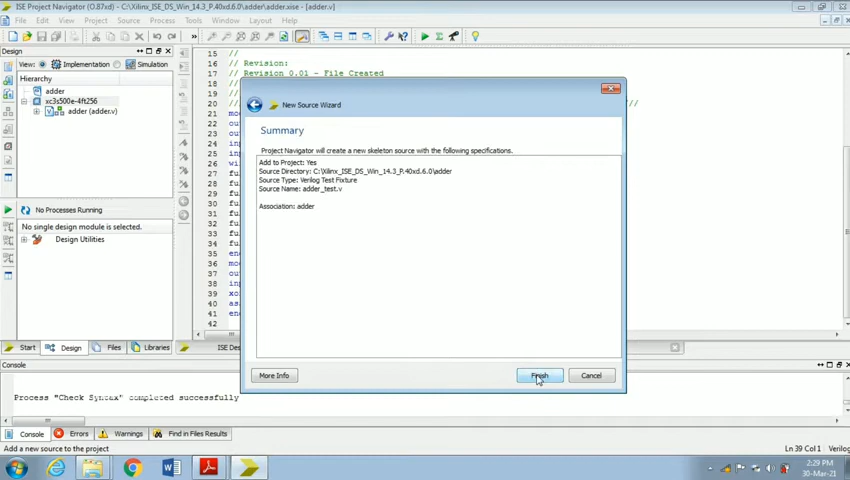 ISE Project Navigator (O.87xd) - C:\Xilinx_ISE_DS_Win_14.3_P.40xd.6.0\adder\adder.xise - [adder.v]
File Edit View Project Source Process Tools Window Layout Help
Design
View: Implementation Simulation
Hierarchy
adder
xc3s500e-4ft256
adder (adder.v)
No Processes Running
No single design module is selected.
Design Utilities
15 //
16 // Revision:
17 // Revision 0.01 - File Created
18
19
20
21
22
23
24
25
26
27
28
29
30
31
32
33
34
35
36
37
38
39
40
41
42
New Source Wizard
Summary
Project Navigator will create a new skeleton source with the following specifications.
Add to Project: Yes
Source Directory: C:\Xilinx_ISE_DS_Win_14.3_P.40xd.6.0\adder
Source Type: Verilog Test Fixture
Source Name: adder_test.v
Association: adder
More Info Finish Cancel
Start Design Files Libraries
Console
Process "Check Syntax" completed successfully
Console Errors Warnings Find in Files Results
Add a new source to the project Ln 39 Col 1 Verilog
2:29 PM
30-Mar-21